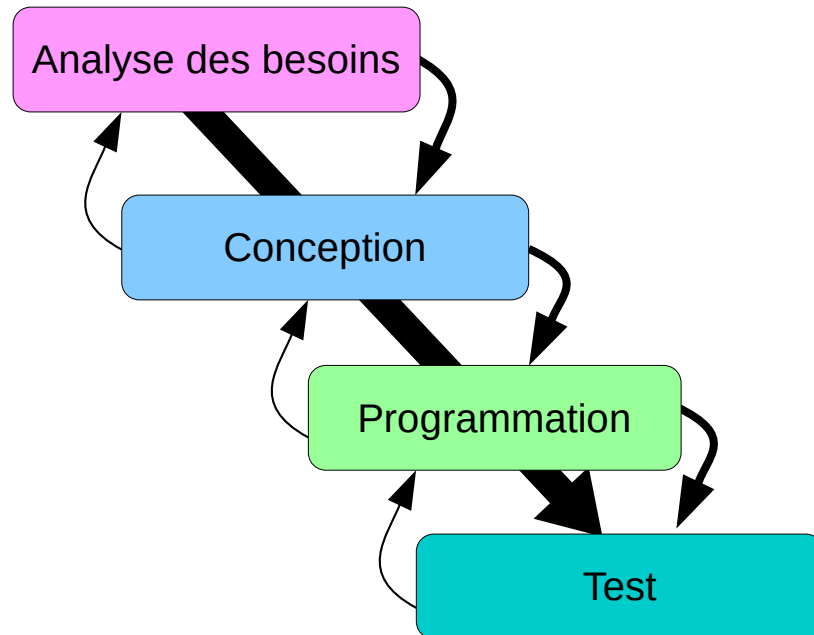 Analyse des besoins
Conception
Programmation
Test